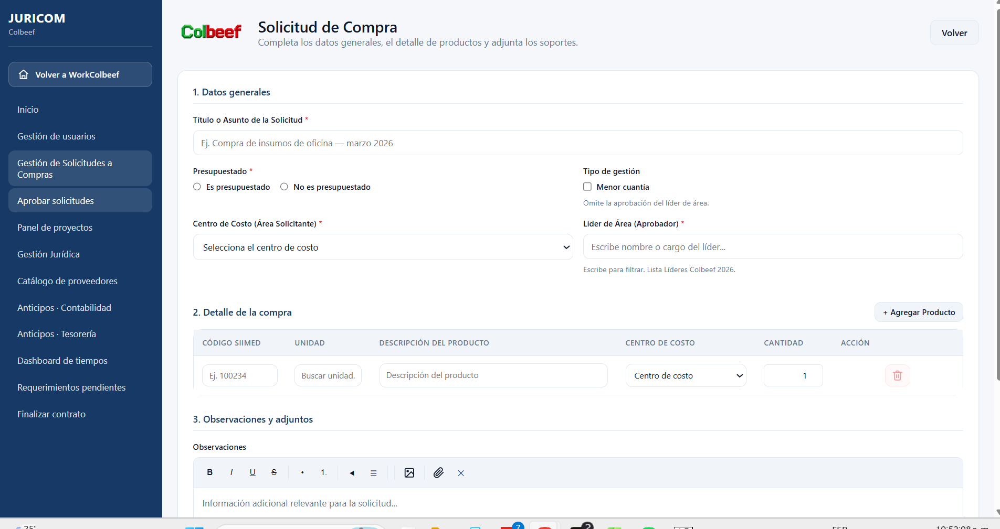 JURICOM
Colbeef
Volver a WorkColbeef
Inicio
Gestión de usuarios
Gestión de Solicitudes a
Compras
Aprobar solicitudes
Panel de proyectos
Gestión Jurídica
Catálogo de proveedores
Anticipos · Contabilidad
Anticipos · Tesorería
Dashboard de tiempos
Requerimientos pendientes
Finalizar contrato
Colbeef
Solicitud de Compra
Completa los datos generales, el detalle de productos y adjunta los soportes.
Volver
1. Datos generales
Título o Asunto de la Solicitud *
Ej. Compra de insumos de oficina — marzo 2026
Presupuestado *
Es presupuestado
No es presupuestado
Tipo de gestión
Menor cuantía
Omite la aprobación del líder de área.
Centro de Costo (Área Solicitante) *
Selecciona el centro de costo
Líder de Área (Aprobador) *
Escribe nombre o cargo del líder...
Escribe para filtrar. Lista Líderes Colbeef 2026.
2. Detalle de la compra
+ Agregar Producto
CÓDIGO SIIMED UNIDAD DESCRIPCIÓN DEL PRODUCTO CENTRO DE COSTO CANTIDAD ACCIÓN
Ej. 100234 Buscar unidad. Descripción del producto Centro de costo 1
3. Observaciones y adjuntos
Observaciones
B I U S • 1.
Información adicional relevante para la solicitud...
7 2